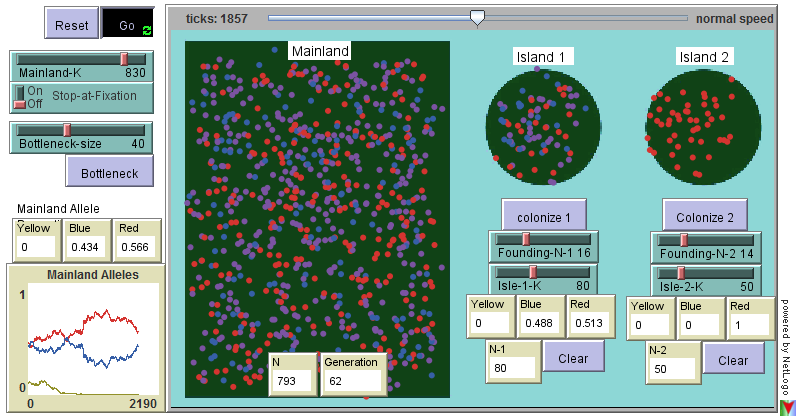 Reset
Go
ticks: 1857
normal speed
Mainland-K 830
On
Off
Stop-at-Fixation
Bottleneck-size 40
Bottleneck
Mainland Allele
Yellow
0
Blue
0.434
Red
0.566
Mainland Alleles
1
0
0
2190
Mainland
N
793
Generation
62
Island 1
colonize 1
Founding-N-1 16
Isle-1-K 80
Yellow
0
Blue
0.488
Red
0.513
N-1
80
Clear
Island 2
Colonize 2
Founding-N-2 14
Isle-2-K 50
Yellow
0
Blue
0
Red
1
N-2
50
Clear
powered by NetLogo